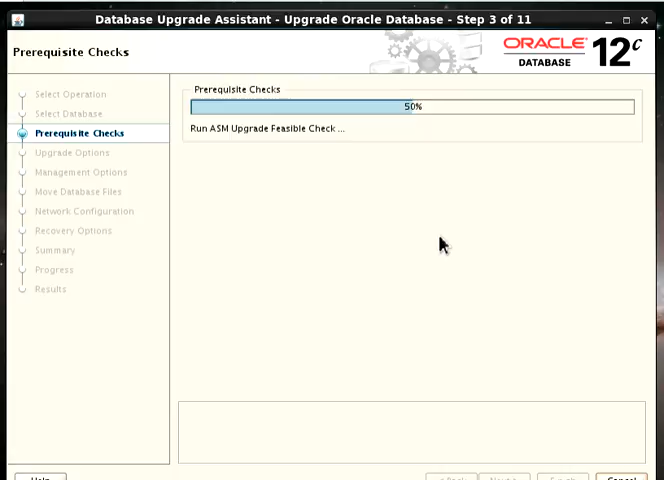 Database Upgrade Assistant - Upgrade Oracle Database - Step 3 of 11
Prerequisite Checks
ORACLE
DATABASE
12c
Select Operation
Select Database
Prerequisite Checks
Upgrade Options
Management Options
Move Database Files
Network Configuration
Recovery Options
Summary
Progress
Results
Prerequisite Checks
50%
Run ASM Upgrade Feasible Check ...
Help
Cancel